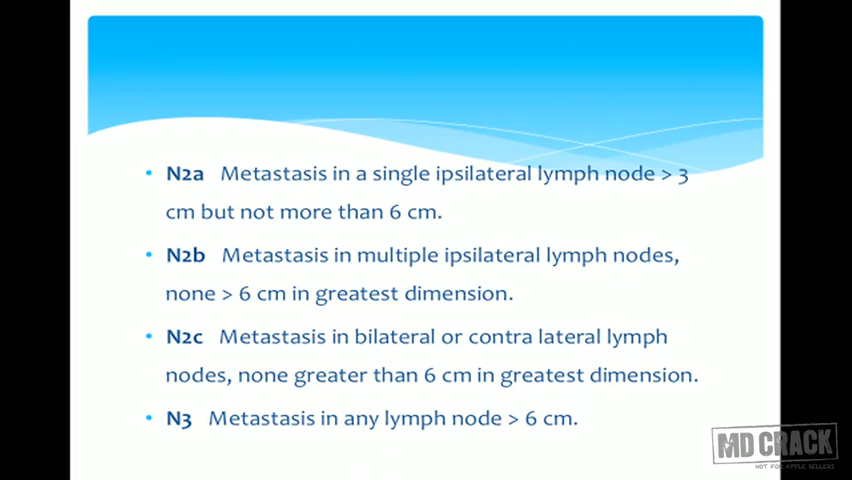 • N2a Metastasis in a single ipsilateral lymph node > 3
cm but not more than 6 cm.
• N2b Metastasis in multiple ipsilateral lymph nodes,
none > 6 cm in greatest dimension.
• N2c Metastasis in bilateral or contra lateral lymph
nodes, none greater than 6 cm in greatest dimension.
• N3 Metastasis in any lymph node > 6 cm.
MD CRACK
NOT FOR APPLE SELLERS